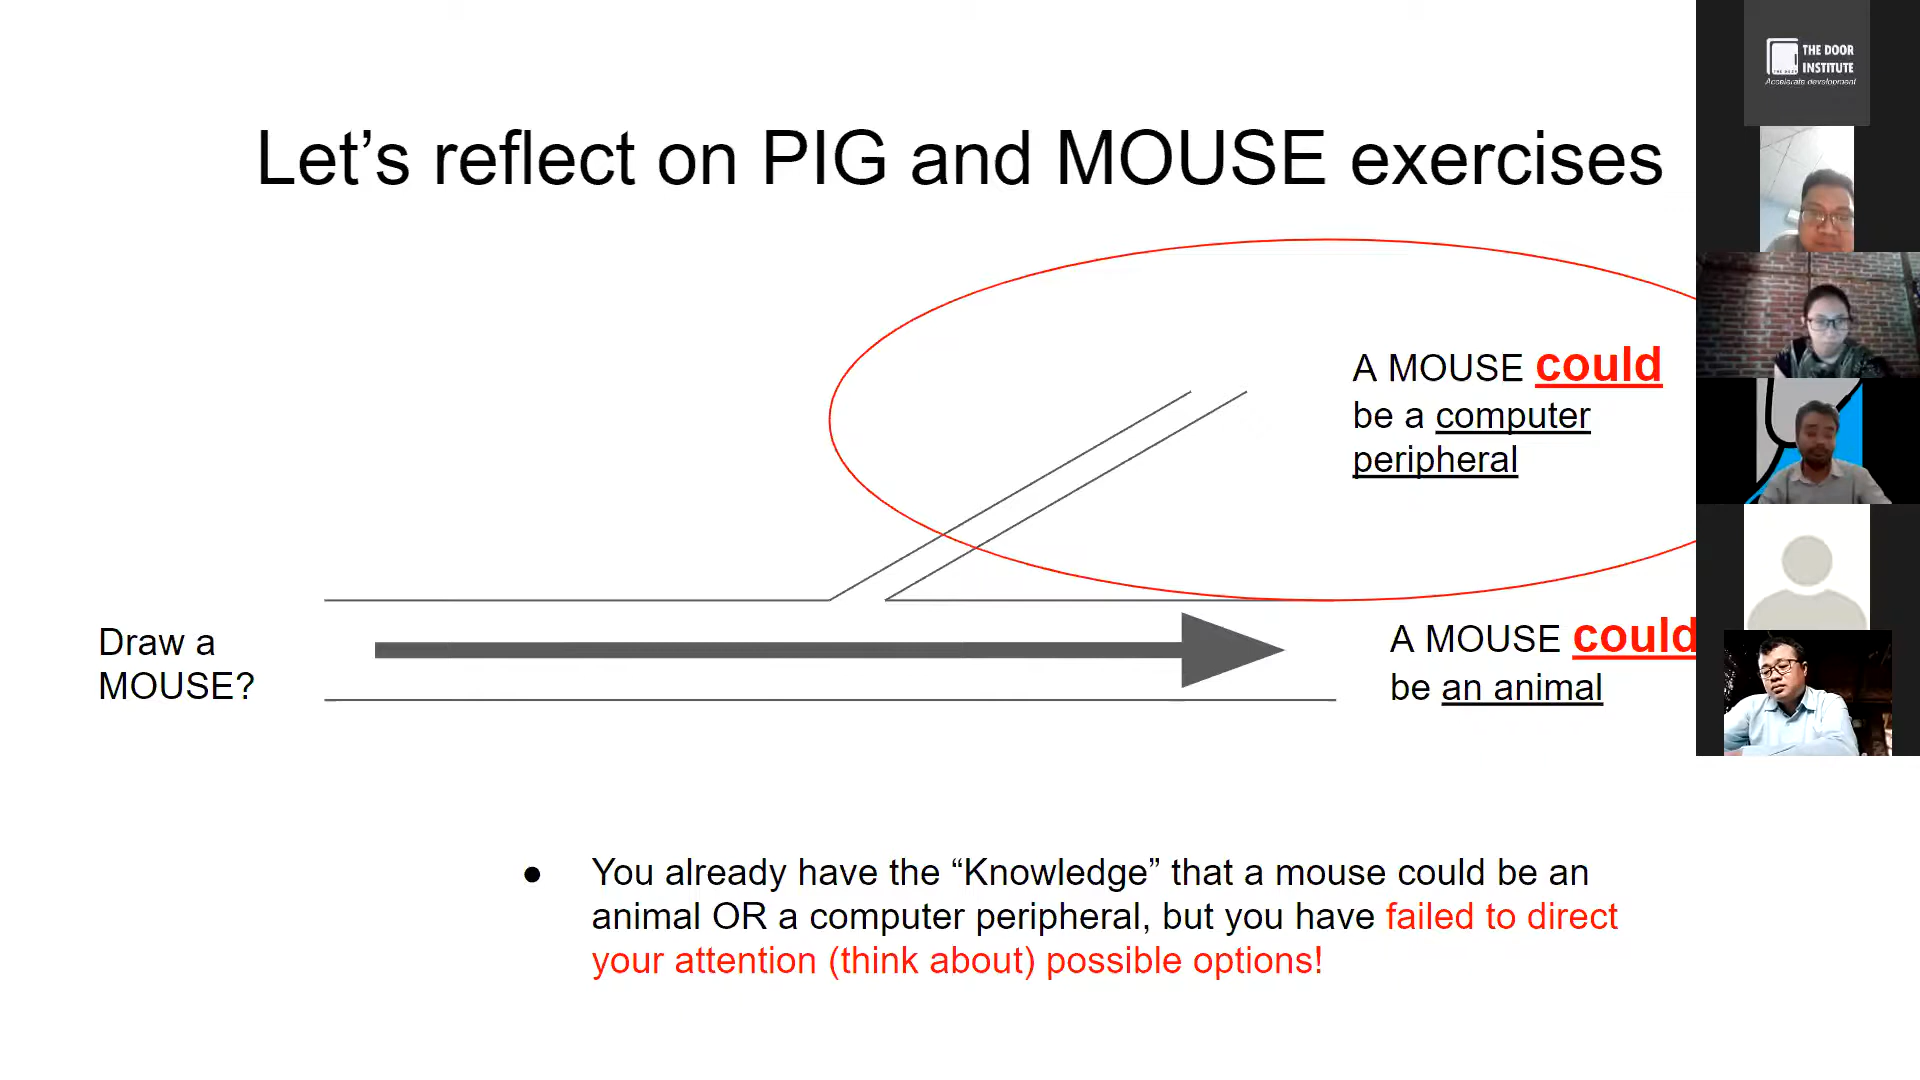 Let’s reflect on PIG and MOUSE exercises
A MOUSE could
be a computer
peripheral
Draw a
MOUSE?
A MOUSE could
be an animal
● You already have the “Knowledge” that a mouse could be an
animal OR a computer peripheral, but you have failed to direct
your attention (think about) possible options!
THE DOOR
INSTITUTE
Accelerate development